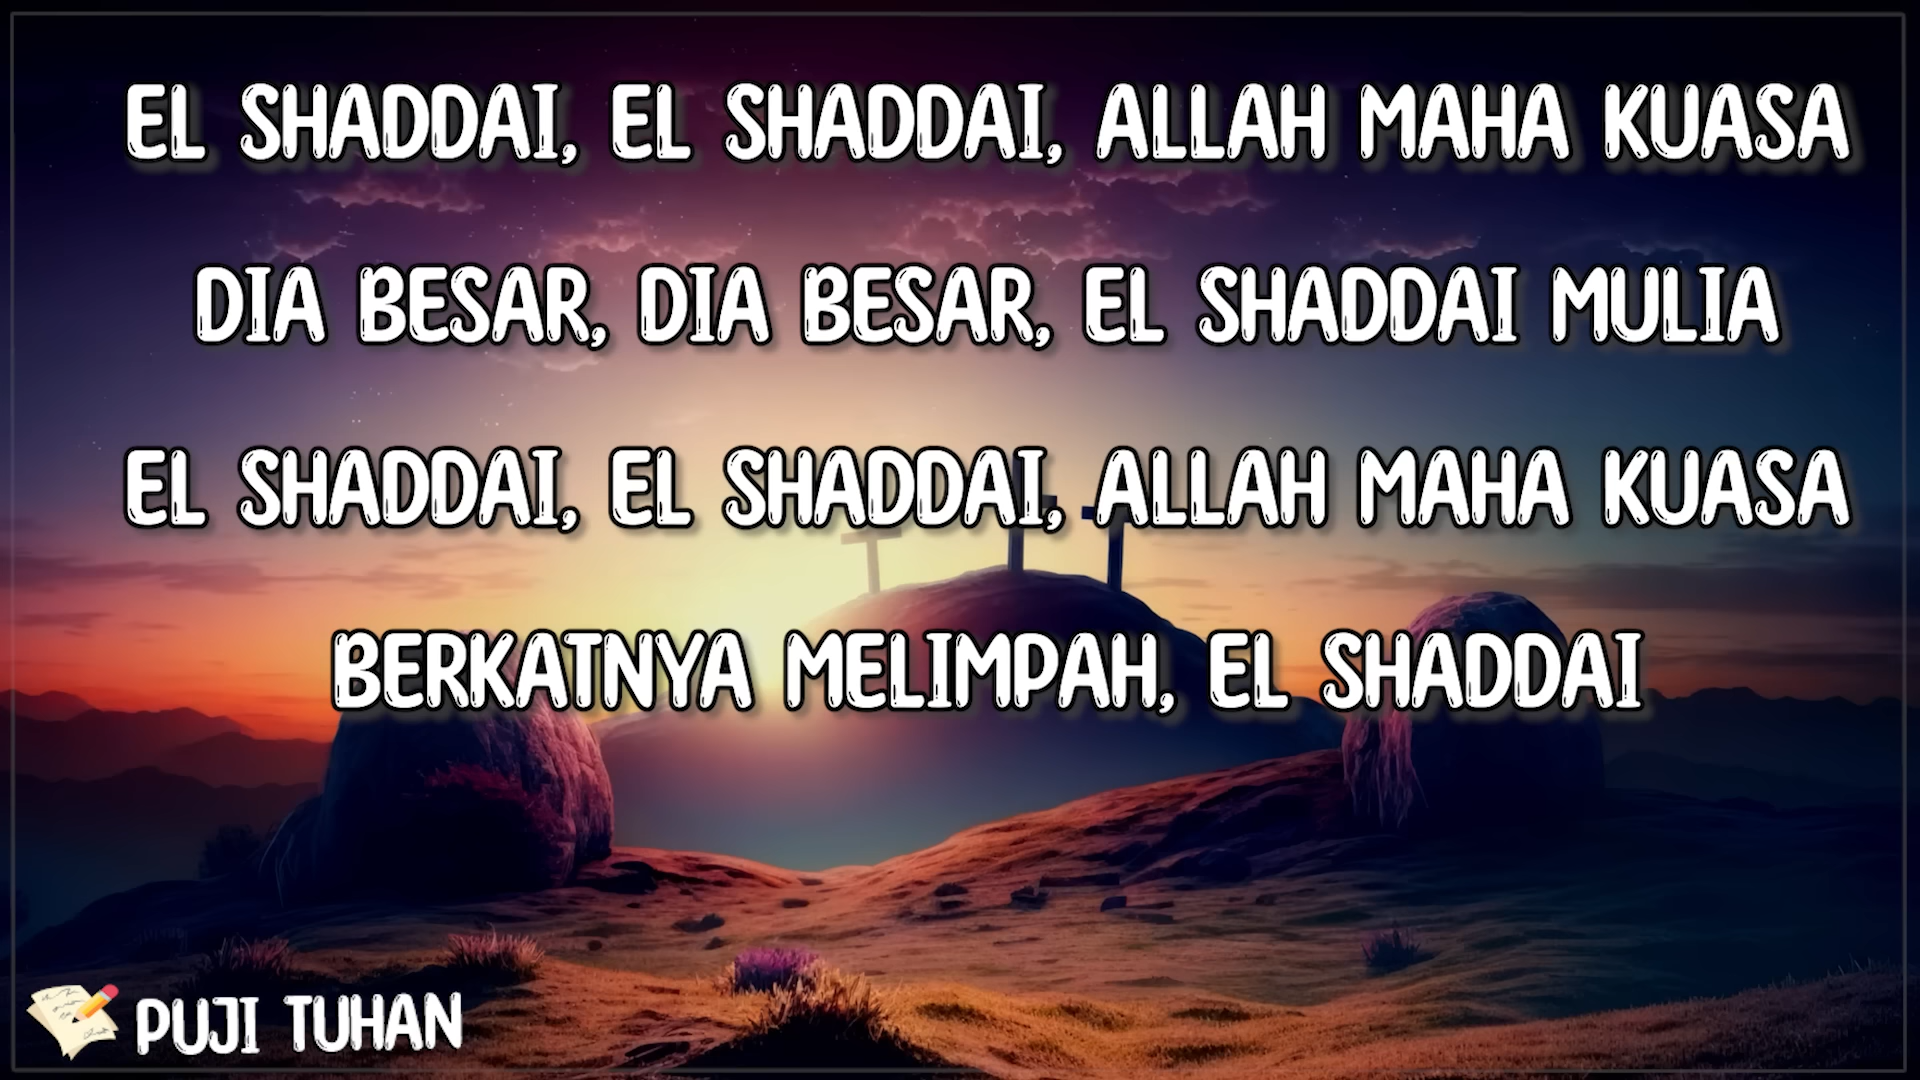 EL SHADDAI, EL SHADDAI, ALLAH MAHA KUASA
DIA BESAR, DIA BESAR, EL SHADDAI MULIA
EL SHADDAI, EL SHADDAI, ALLAH MAHA KUASA
BERKATNYA MELIMPAH, EL SHADDAI
PUJI TUHAN